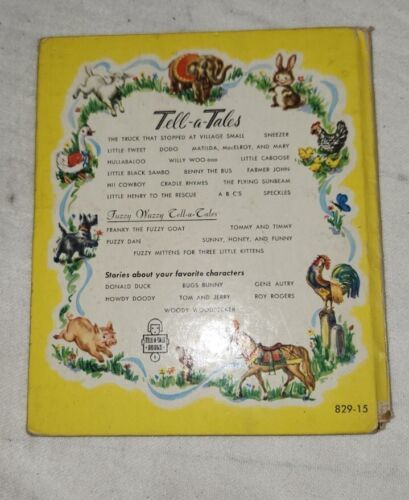 Tell-a-Tales
THE TRUCK THAT STOPPED AT VILLAGE SMALL SNEEZER
LITTLE TWEET DODO MATILDA, MacELROY, AND MARY
HULLABALOO WILLY WOO-OOO LITTLE CABOOSE
LITTLE BLACK SAMBO BENNY THE BUS FARMER JOHN
HI! COWBOY CRADLE RHYMES THE FLYING SUNBEAM
LITTLE HENRY TO THE RESCUE A B C'S SPECKLES
Fuzzy Wuzzy Tell-a-Tales
FRANKY THE FUZZY GOAT TOMMY AND TIMMY
FUZZY DAN SUNNY, HONEY, AND FUNNY
FUZZY MITTENS FOR THREE LITTLE KITTENS
Stories about your favorite characters
DONALD DUCK BUGS BUNNY GENE AUTRY
HOWDY DOODY TOM AND JERRY ROY ROGERS
WOODY WOODPECKER
TELL-A-TALE
BOOKS
829-15